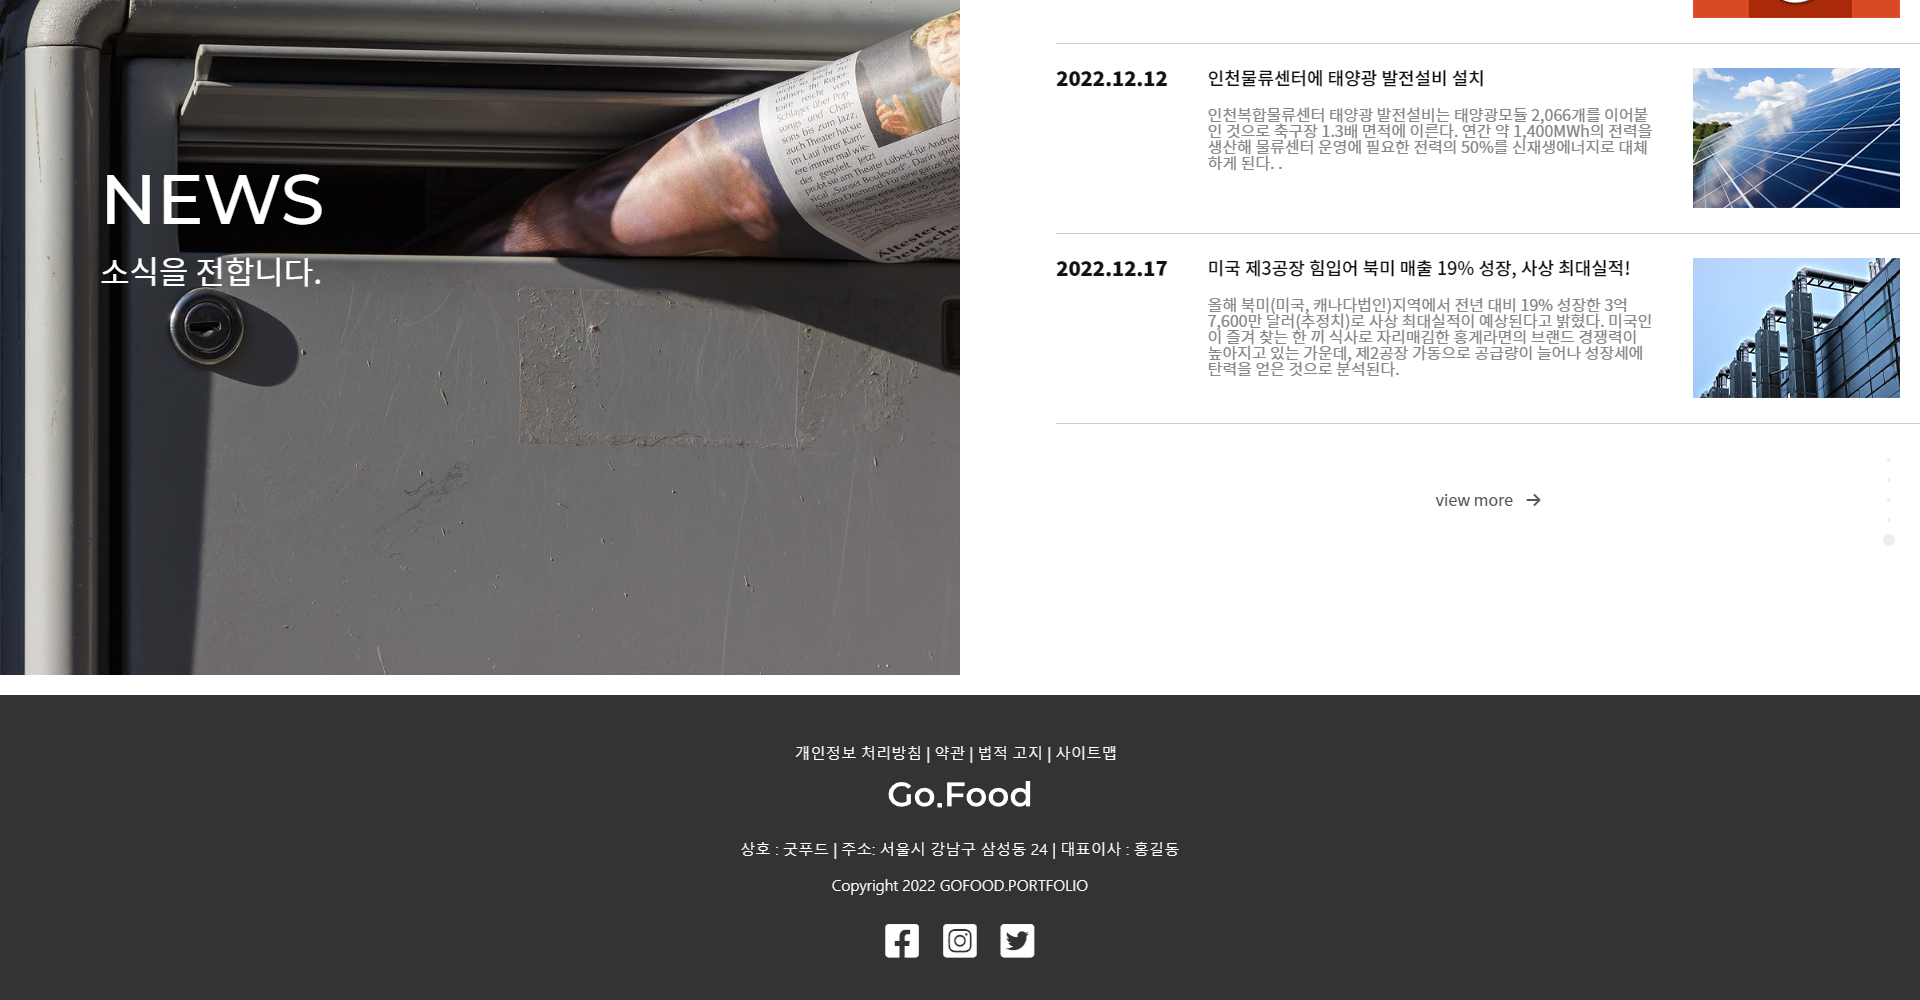 NEWS
소식을 전합니다.
2022.12.12
인천물류센터에 태양광 발전설비 설치
인천복합물류센터 태양광 발전설비는 태양광모듈 2,066개를 이어붙
인 것으로 축구장 1.3배 면적에 이른다. 연간 약 1,400MWh의 전력을
생산해 물류센터 운영에 필요한 전력의 50%를 신재생에너지로 대체
하게 된다. .
2022.12.17
미국 제3공장 힘입어 북미 매출 19% 성장, 사상 최대실적!
올해 북미(미국, 캐나다법인)지역에서 전년 대비 19% 성장한 3억
7,600만 달러(추정치)로 사상 최대실적이 예상된다고 밝혔다. 미국인
이 즐겨 찾는 한 끼 식사로 자리매김한 홍게라면의 브랜드 경쟁력이
높아지고 있는 가운데, 제2공장 가동으로 공급량이 늘어나 성장세에
탄력을 얻은 것으로 분석된다.
view more
개인정보 처리방침 | 약관 | 법적 고지 | 사이트맵
Go.Food
상호 : 굿푸드 | 주소: 서울시 강남구 삼성동 24 | 대표이사 : 홍길동
Copyright 2022 GOFOOD.PORTFOLIO